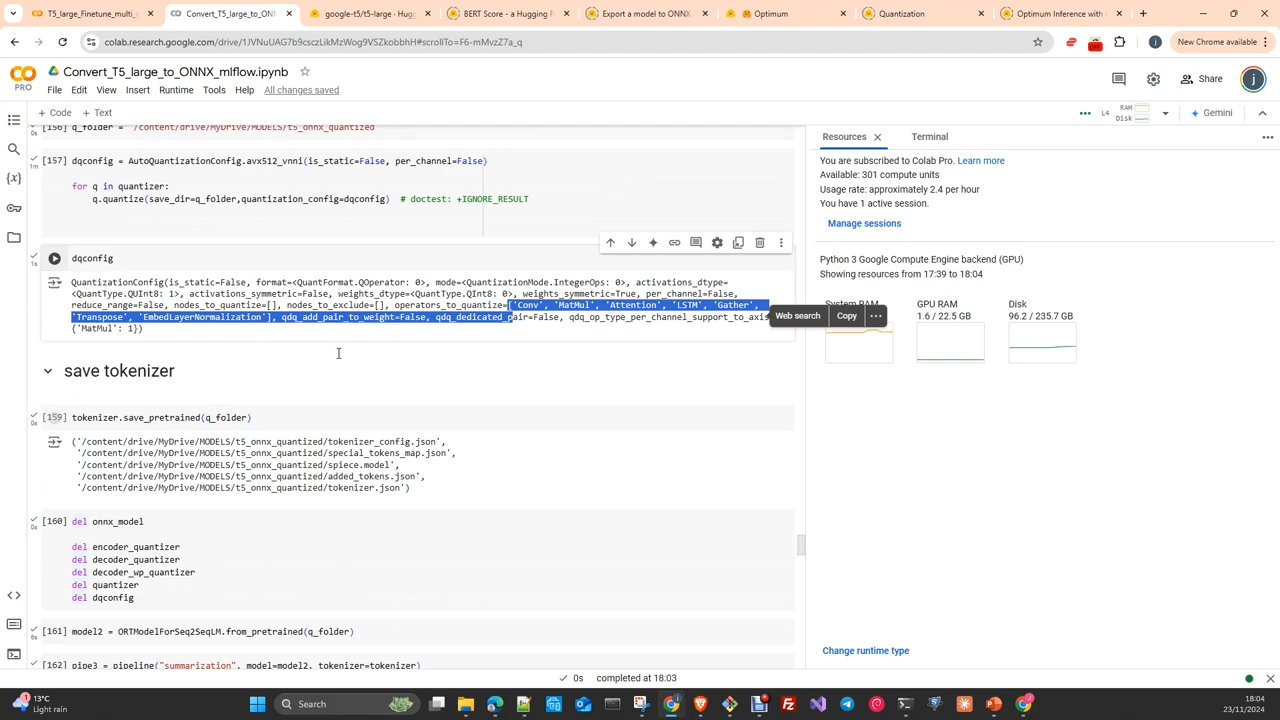 T5_large_Finetune_multi_
Convert_T5_large_to_ONN
google-t5/t5-large · Hugg
BERT Score - a Hugging F
Export a model to ONNX
Optimum
Quantization
Optimum Inference with
colab.research.google.com/drive/1JVNuUAG7b9csczLikMzWog9VSZkobbhH#scrollTo=F6-mMvzZ7a_q
New Chrome available
PRO
Convert_T5_large_to_ONNX_mlflow.ipynb
File Edit View Insert Runtime Tools Help All changes saved
Share
+ Code + Text
L4 RAM Disk Gemini
[156] q_folder = '/content/drive/MyDrive/MODELS/t5_onnx_quantized
0s
[157] dqconfig = AutoQuantizationConfig.avx512_vnni(is_static=False, per_channel=False)
1m
for q in quantizer:
q.quantize(save_dir=q_folder,quantization_config=dqconfig) # doctest: +IGNORE_RESULT
dqconfig
1s
QuantizationConfig(is_static=False, format=<QuantFormat.QOperator: 0>, mode=<QuantizationMode.IntegerOps: 0>, activations_dtype=
<QuantType.QUInt8: 1>, activations_symmetric=False, weights_dtype=<QuantType.QInt8: 0>, weights_symmetric=True, per_channel=False,
reduce_range=False, nodes_to_quantize=[], nodes_to_exclude=[], operators_to_quantize=['Conv', 'MatMul', 'Attention', 'LSTM', 'Gather',
'Transpose', 'EmbedLayerNormalization'], qdq_add_pair_to_weight=False, qdq_dedicated_pair=False, qdq_op_type_per_channel_support_to_axis
{'MatMul': 1})
Web search Copy
save tokenizer
[159] tokenizer.save_pretrained(q_folder)
0s
('/content/drive/MyDrive/MODELS/t5_onnx_quantized/tokenizer_config.json',
'/content/drive/MyDrive/MODELS/t5_onnx_quantized/special_tokens_map.json',
'/content/drive/MyDrive/MODELS/t5_onnx_quantized/spiece.model',
'/content/drive/MyDrive/MODELS/t5_onnx_quantized/added_tokens.json',
'/content/drive/MyDrive/MODELS/t5_onnx_quantized/tokenizer.json')
[160] del onnx_model
0s
del encoder_quantizer
del decoder_quantizer
del decoder_wp_quantizer
del quantizer
del dqconfig
[161] model2 = ORTModelForSeq2SeqLM.from_pretrained(q_folder)
6s
[162] pipe3 = pipeline("summarization", model=model2, tokenizer=tokenizer)
Resources Terminal
You are subscribed to Colab Pro. Learn more
Available: 301 compute units
Usage rate: approximately 2.4 per hour
You have 1 active session.
Manage sessions
Python 3 Google Compute Engine backend (GPU)
Showing resources from 17:39 to 18:04
System RAM
GPU RAM
1.6 / 22.5 GB
Disk
96.2 / 235.7 GB
Change runtime type
0s completed at 18:03
13°C
Light rain
Search
18:04
23/11/2024